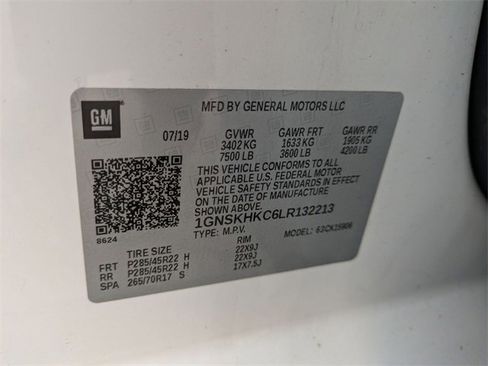 GM
MFD BY GENERAL MOTORS LLC
07/19 GVWR GAWR FRT GAWR RR
3402 KG 1633 KG 1905 KG
7500 LB 3600 LB 4200 LB
THIS VEHICLE CONFORMS TO ALL
APPLICABLE U.S. FEDERAL MOTOR
VEHICLE SAFETY STANDARDS IN EFFECT
ON THE DATE OF MANUFACTURE SHOWN ABOVE.
1GNSKHKC6LR132213
8624 TYPE: M.P.V. MODEL: 63CK15906
TIRE SIZE RIM
FRT P285/45R22 H 22X9J
RR P285/45R22 H 22X9J
SPA 265/70R17 S 17X7.5J